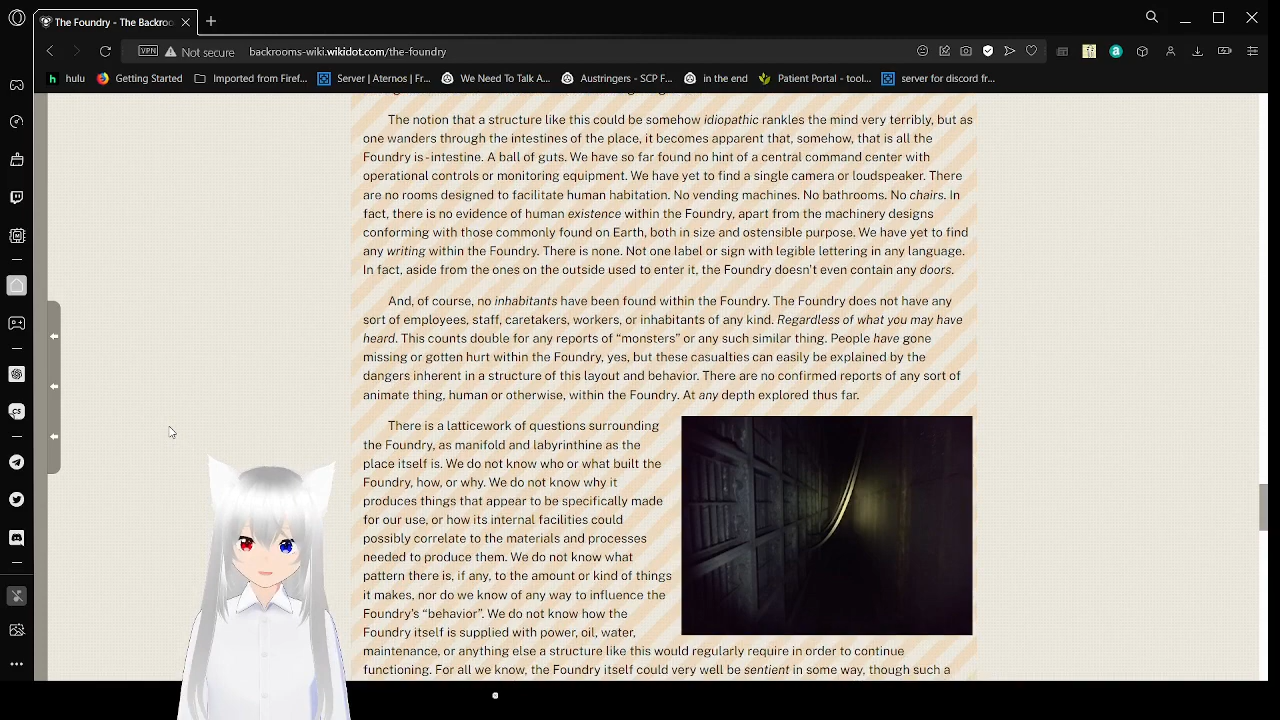 The Foundry - The Backroo
Not secure
backrooms-wiki.wikidot.com/the-foundry
VPN
hulu
Getting Started
Imported from Firef...
Server | Aternos | Fr...
We Need To Talk A...
Austringers - SCP F...
in the end
Patient Portal - tool...
server for discord fr...
The notion that a structure like this could be somehow idiopathic rankles the mind very terribly, but as
one wanders through the intestines of the place, it becomes apparent that, somehow, that is all the
Foundry is - intestine. A ball of guts. We have so far found no hint of a central command center with
operational controls or monitoring equipment. We have yet to find a single camera or loudspeaker. There
are no rooms designed to facilitate human habitation. No vending machines. No bathrooms. No chairs. In
fact, there is no evidence of human existence within the Foundry, apart from the machinery designs
conforming with those commonly found on Earth, both in size and ostensible purpose. We have yet to find
any writing within the Foundry. There is none. Not one label or sign with legible lettering in any language.
In fact, aside from the ones on the outside used to enter it, the Foundry doesn't even contain any doors.
And, of course, no inhabitants have been found within the Foundry. The Foundry does not have any
sort of employees, staff, caretakers, workers, or inhabitants of any kind. Regardless of what you may have
heard. This counts double for any reports of “monsters” or any such similar thing. People have gone
missing or gotten hurt within the Foundry, yes, but these casualties can easily be explained by the
dangers inherent in a structure of this layout and behavior. There are no confirmed reports of any sort of
animate thing, human or otherwise, within the Foundry. At any depth explored thus far.
There is a latticework of questions surrounding
the Foundry, as manifold and labyrinthine as the
place itself is. We do not know who or what built the
Foundry, how, or why. We do not know why it
produces things that appear to be specifically made
for our use, or how its internal facilities could
possibly correlate to the materials and processes
needed to produce them. We do not know what
pattern there is, if any, to the amount or kind of things
it makes, nor do we know of any way to influence the
Foundry's “behavior”. We do not know how the
Foundry itself is supplied with power, oil, water,
maintenance, or anything else a structure like this would regularly require in order to continue
functioning. For all we know, the Foundry itself could very well be sentient in some way, though such a